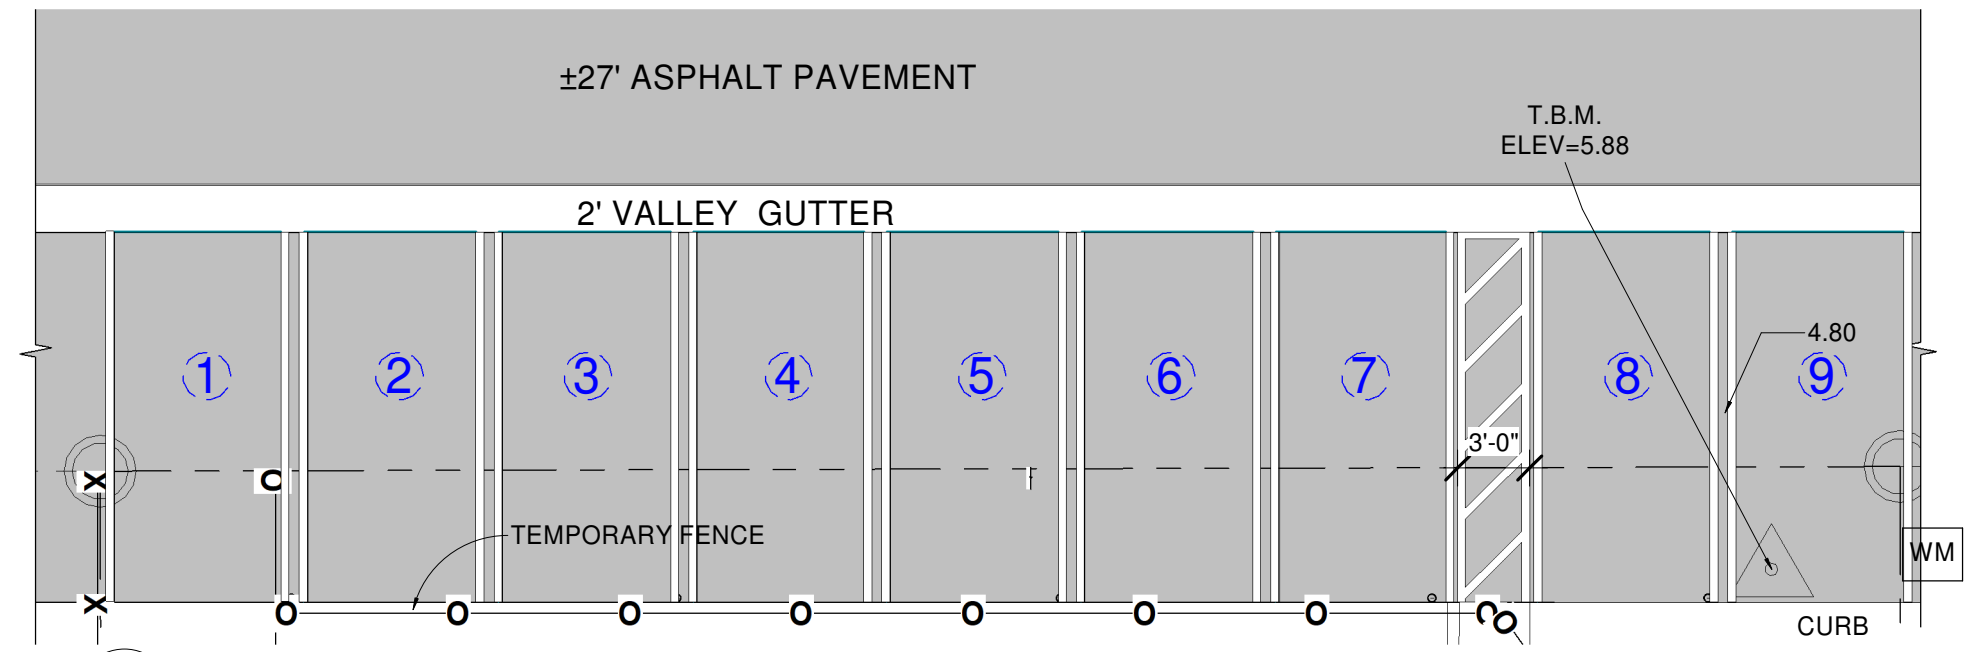 ±27' ASPHALT PAVEMENT
T.B.M.
ELEV=5.88
2' VALLEY GUTTER
4.80
1 2 3 4 5 6 7 8 9
3'-0"
X O
TEMPORARY FENCE
WM
X O O O O O O O O O
CURB